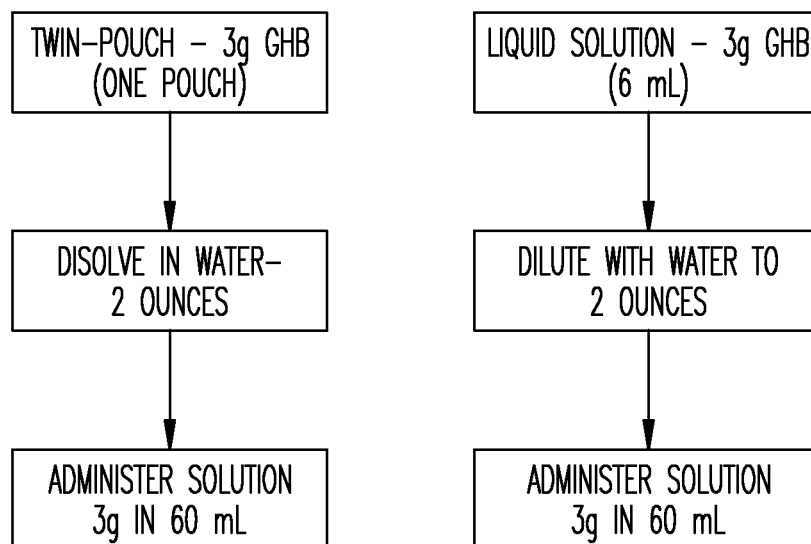 TWIN-POUCH - 3g GHB
(ONE POUCH)
DISOLVE IN WATER-
2 OUNCES
ADMINISTER SOLUTION
3g IN 60 mL
LIQUID SOLUTION - 3g GHB
(6 mL)
DILUTE WITH WATER TO
2 OUNCES
ADMINISTER SOLUTION
3g IN 60 mL